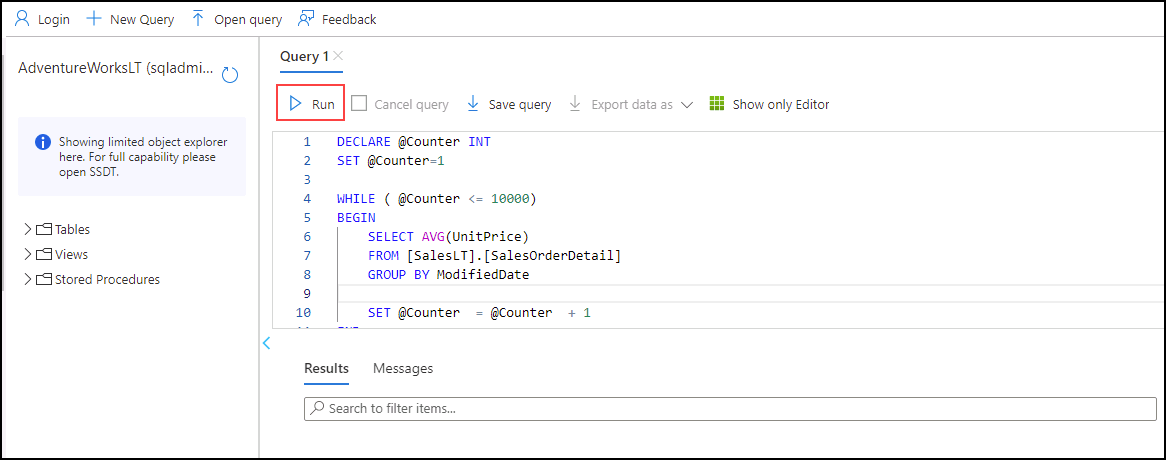 Login New Query Open query Feedback
AdventureWorksLT (sqladmi...
Showing limited object explorer
here. For full capability please
open SSDT.
Tables
Views
Stored Procedures
Query 1
Run Cancel query Save query Export data as Show only Editor
1 DECLARE @Counter INT
2 SET @Counter=1
3
4 WHILE ( @Counter <= 10000)
5 BEGIN
6 SELECT AVG(UnitPrice)
7 FROM [SalesLT].[SalesOrderDetail]
8 GROUP BY ModifiedDate
9
10 SET @Counter  = @Counter  + 1
Results Messages
Search to filter items...